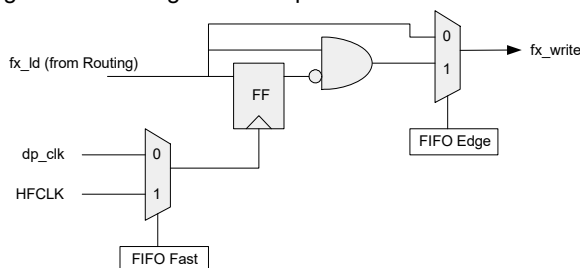 0
fx_ld (from Routing)
fx_write
1
FF
FIFO Edge
dp_clk
0
HFCLK
1
FIFO Fast